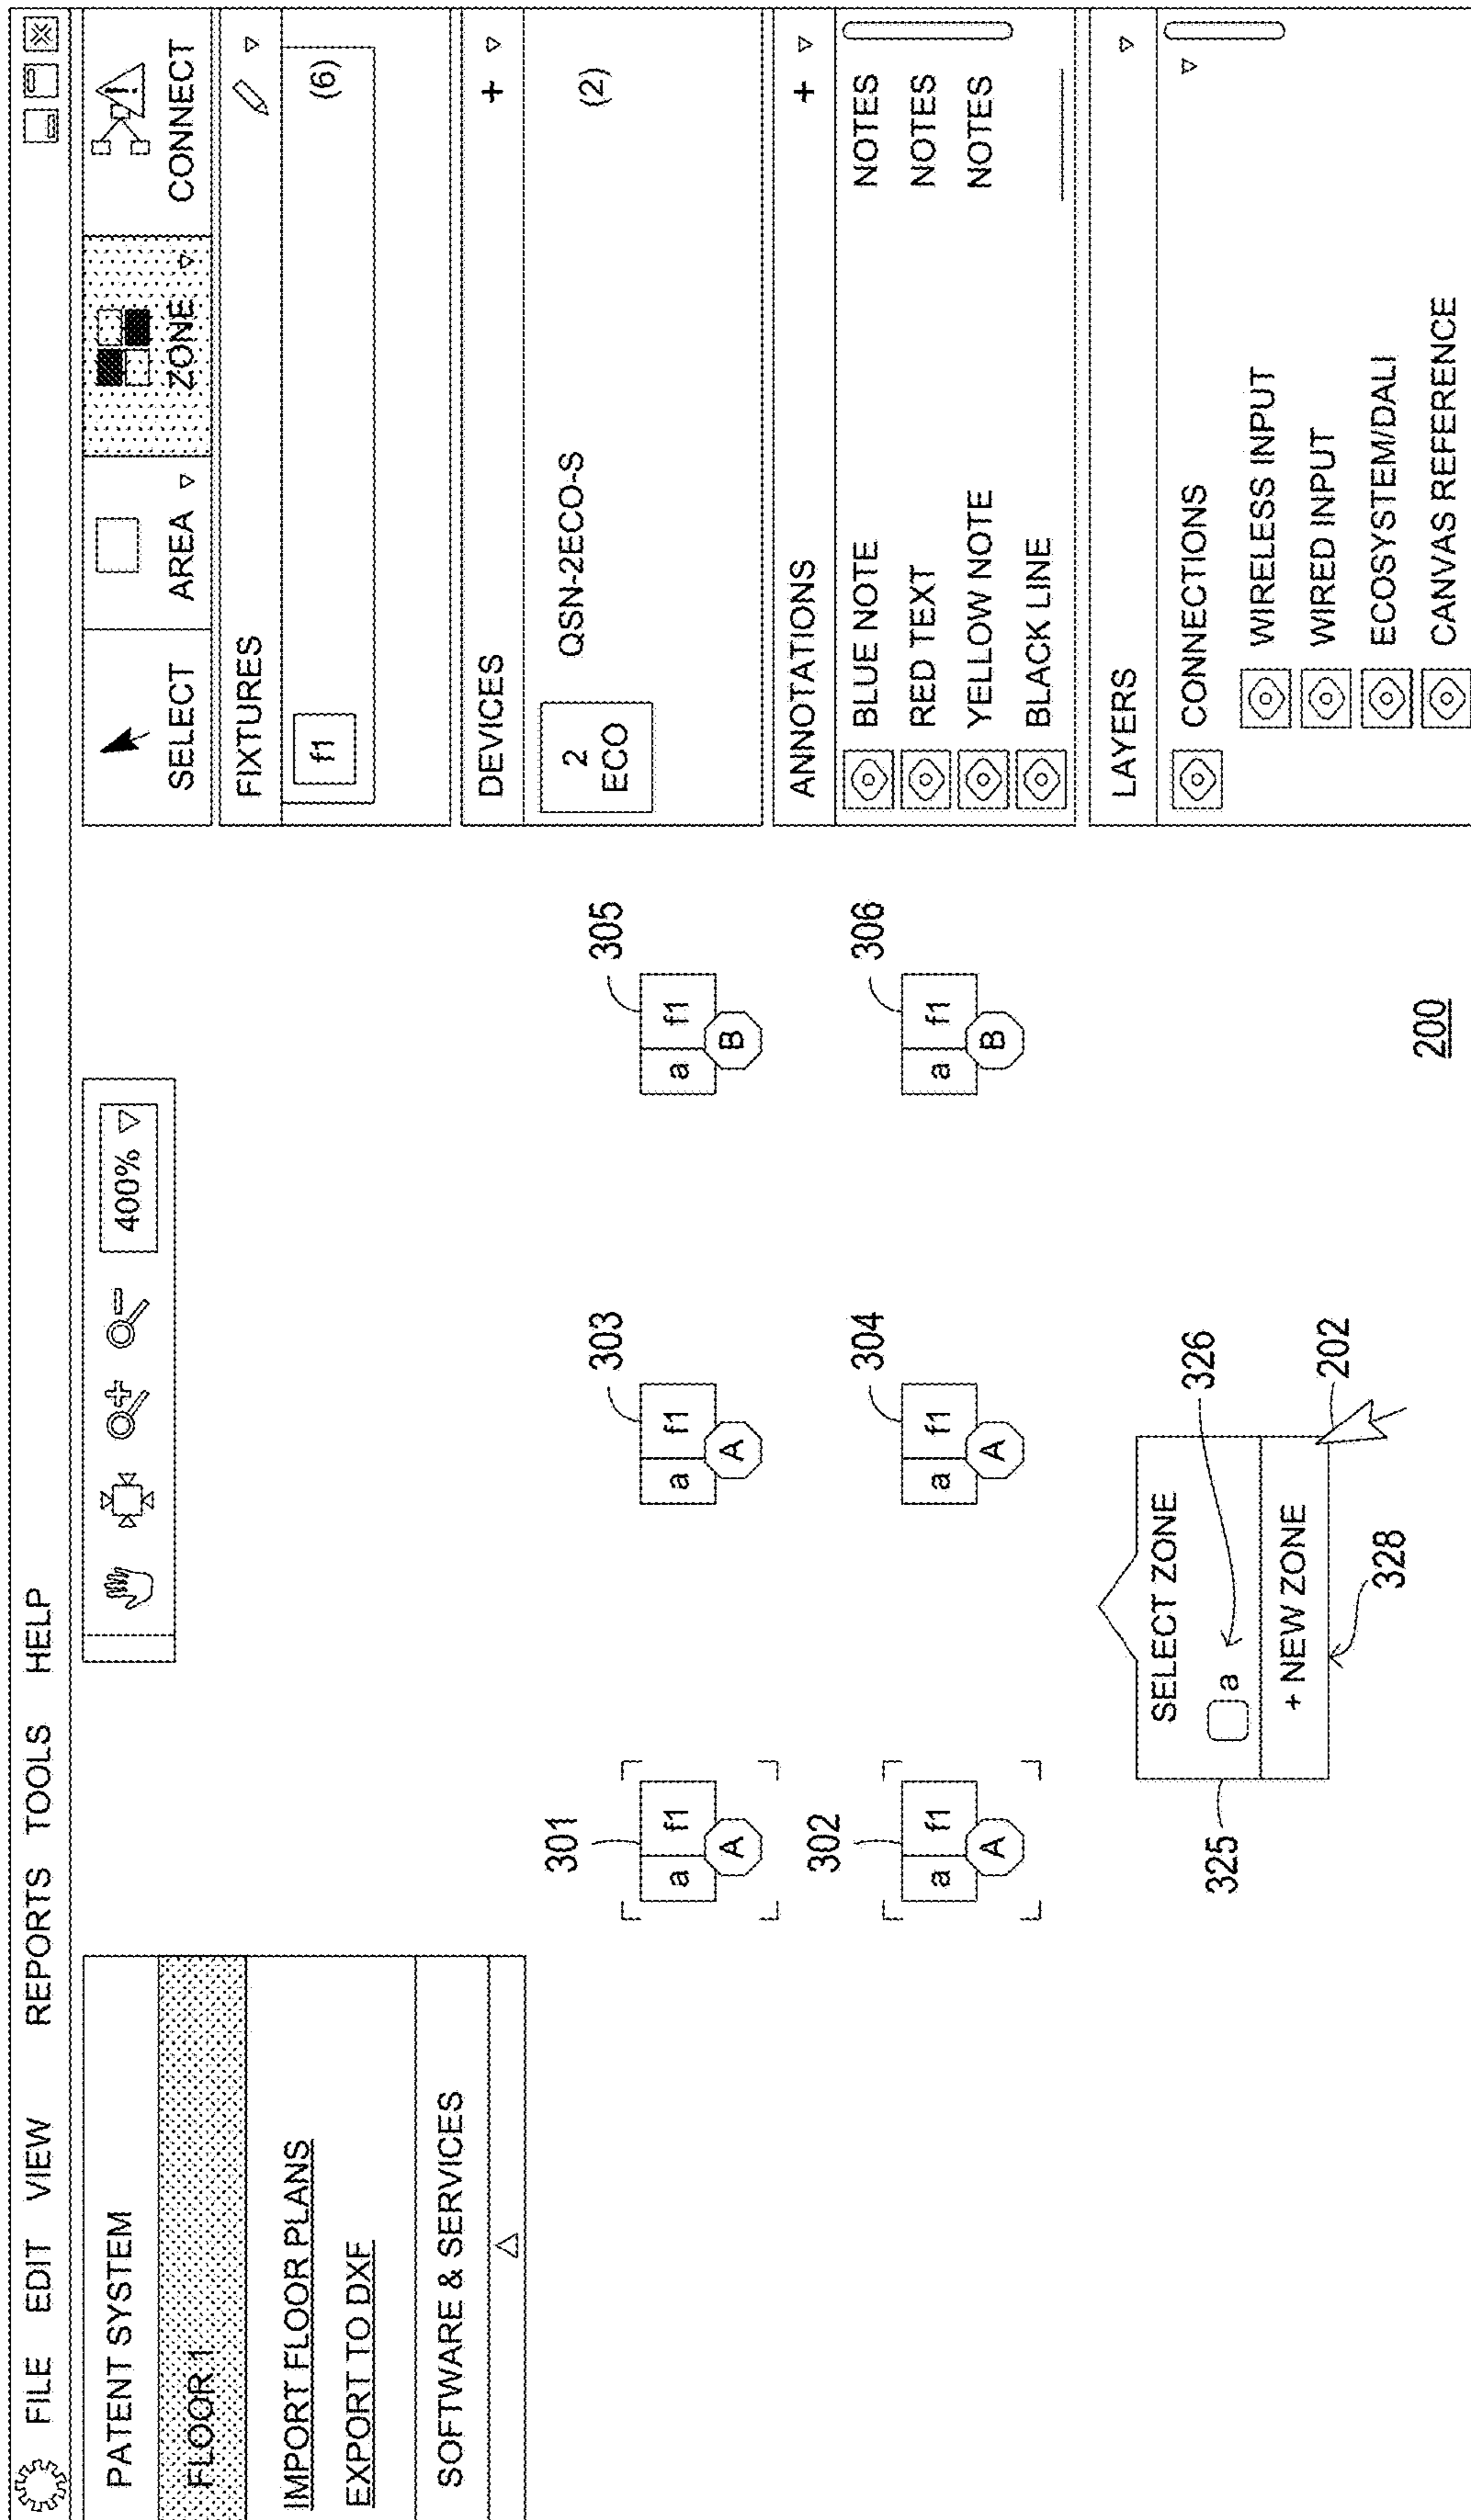 FILE EDIT VIEW REPORTS TOOLS HELP
PATENT SYSTEM
FLOOR 1
IMPORT FLOOR PLANS
EXPORT TO DXF
SOFTWARE & SERVICES
400%
SELECT AREA ZONE CONNECT
FIXTURES
f1 (6)
DEVICES +
2
ECO
QSN-2ECO-S (2)
ANNOTATIONS +
BLUE NOTE NOTES
RED TEXT NOTES
YELLOW NOTE NOTES
BLACK LINE
LAYERS
CONNECTIONS
WIRELESS INPUT
WIRED INPUT
ECOSYSTEM/DALI
CANVAS REFERENCE
301 303 305
a f1 a f1 a f1
A A B
302 304 306
a f1 a f1 a f1
A A B
SELECT ZONE
325 a 326
+ NEW ZONE 202
328
200